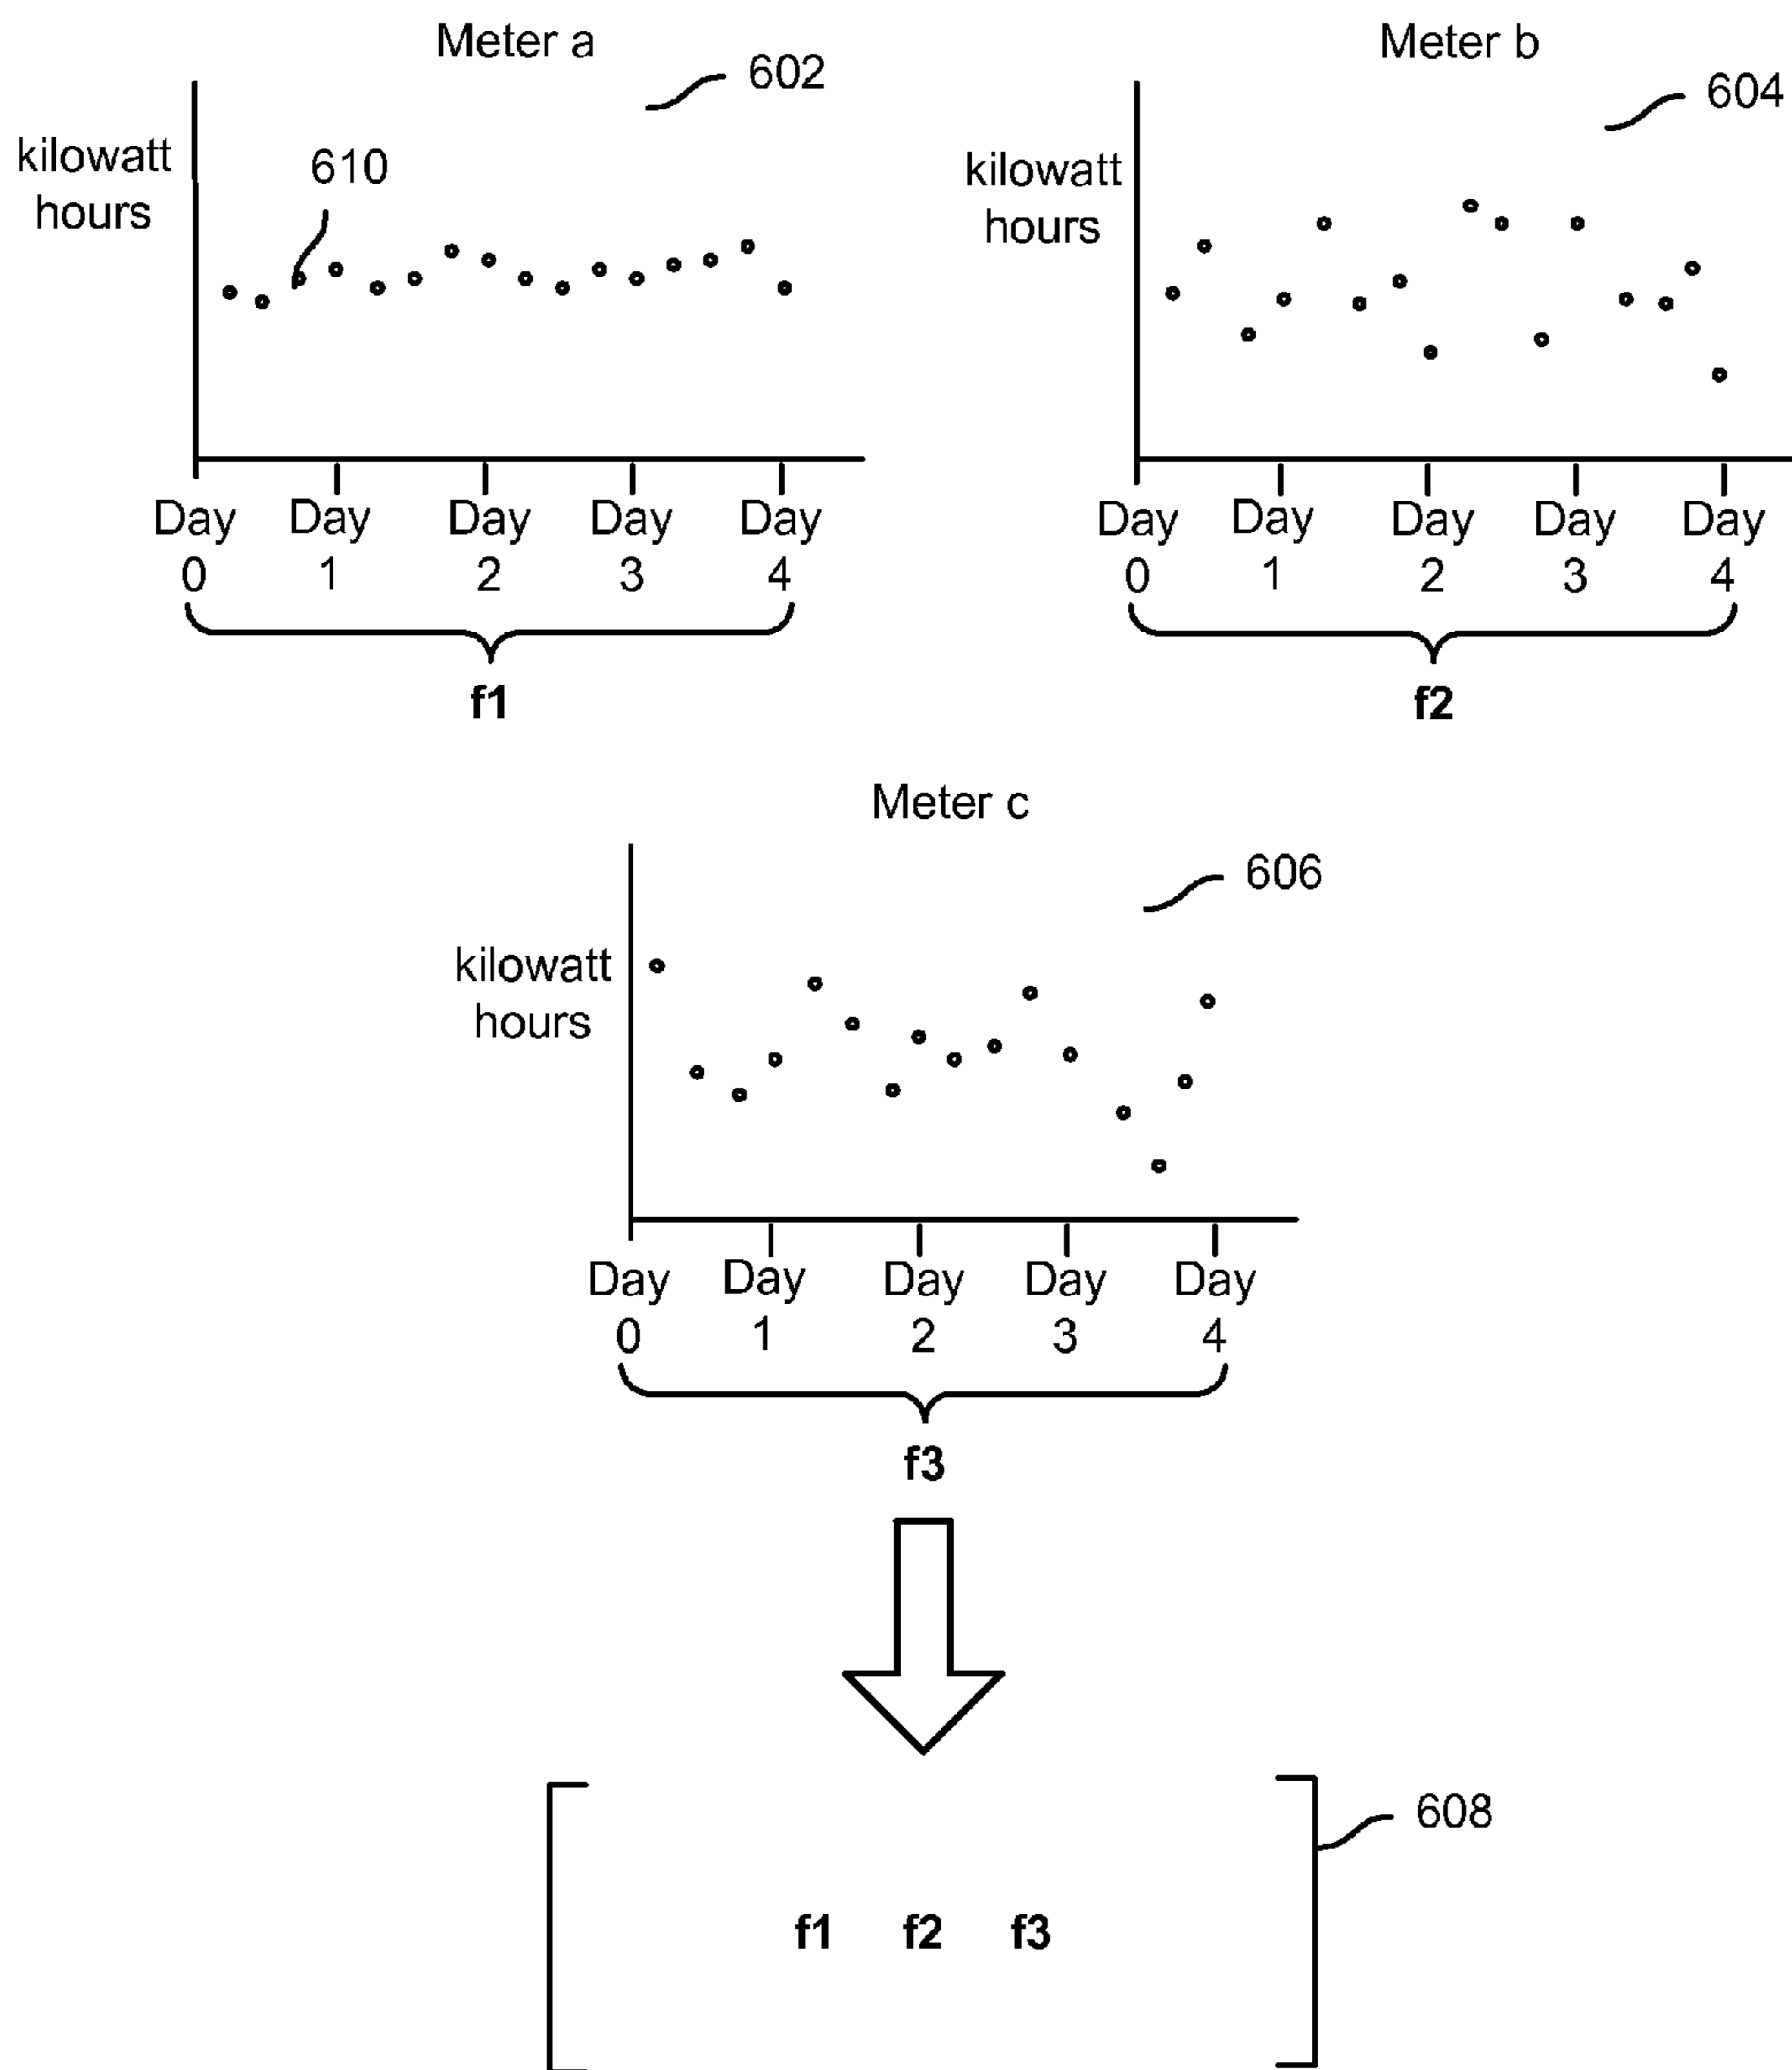 Meter a
602
kilowatt
hours
610
Day Day Day Day Day
0 1 2 3 4
f1
Meter b
604
kilowatt
hours
Day Day Day Day Day
0 1 2 3 4
f2
Meter c
606
kilowatt
hours
Day Day Day Day Day
0 1 2 3 4
f3
608
f1 f2 f3